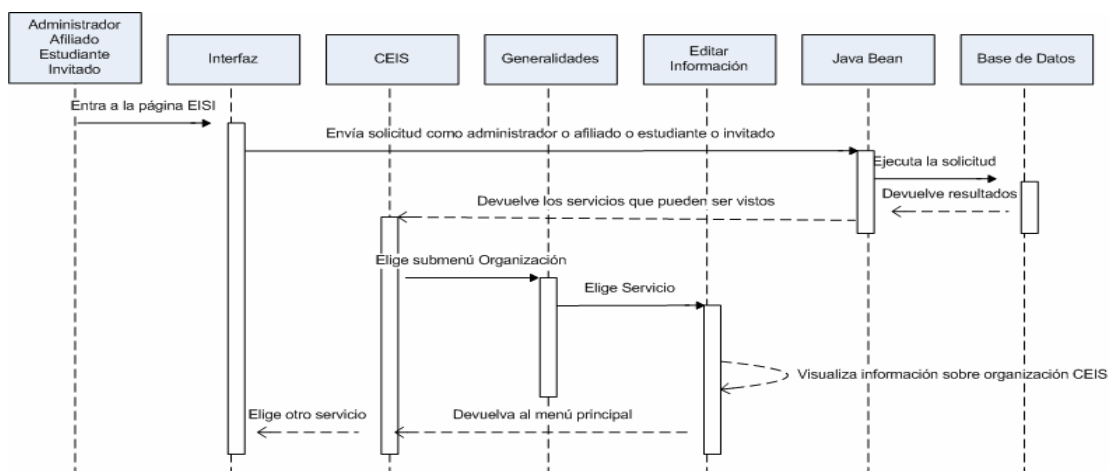 Administrador
Afiliado
Estudiante
Invitado
Interfaz
CEIS
Generalidades
Editar
Información
Java Bean
Base de Datos
Entra a la página EISI
Envía solicitud como administrador o afiliado o estudiante o invitado
Ejecuta la solicitud
Devuelve resultados
Devuelve los servicios que pueden ser vistos
Elige submenú Organización
Elige Servicio
Visualiza información sobre organización CEIS
Devuelva al menú principal
Elige otro servicio